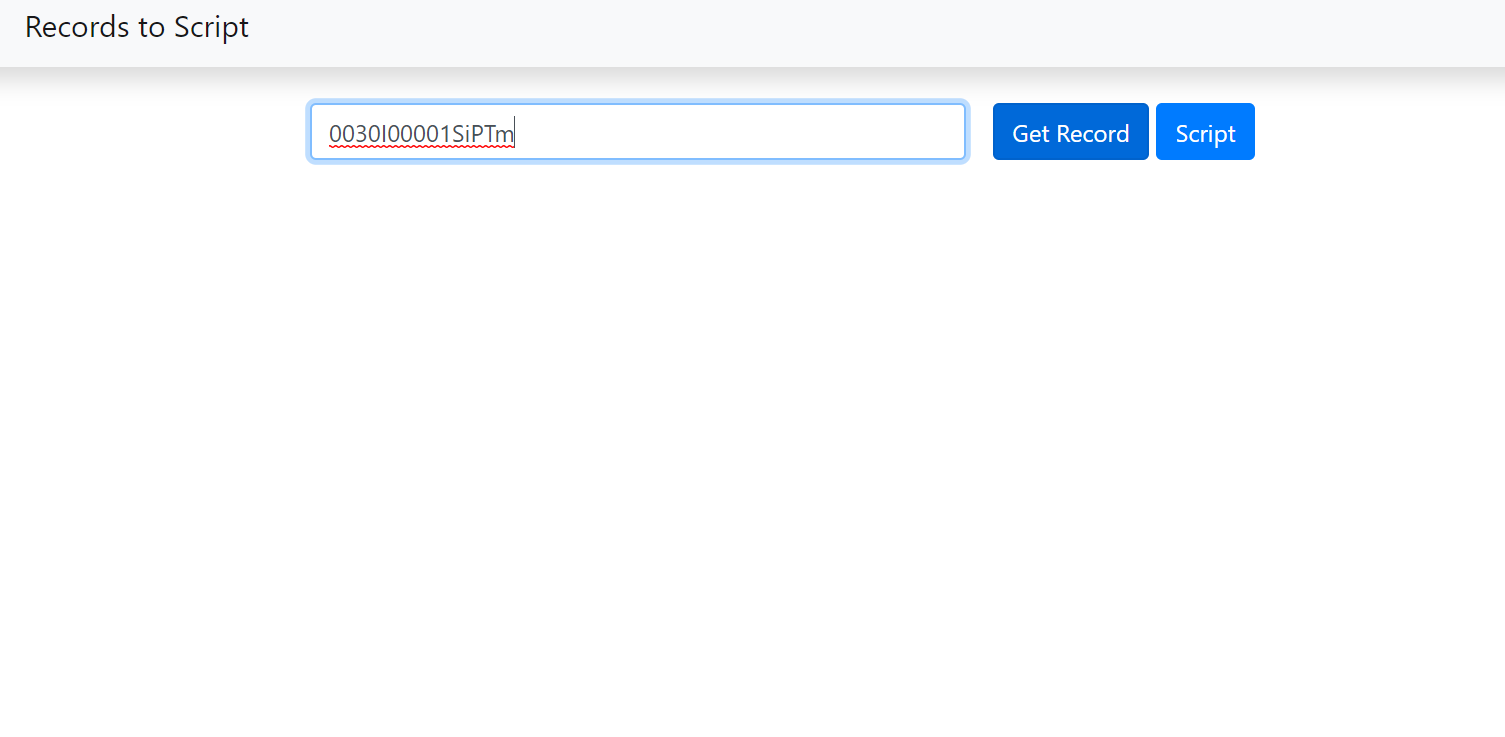 Records to Script
0030I00001SiPTm
Get Record
Script